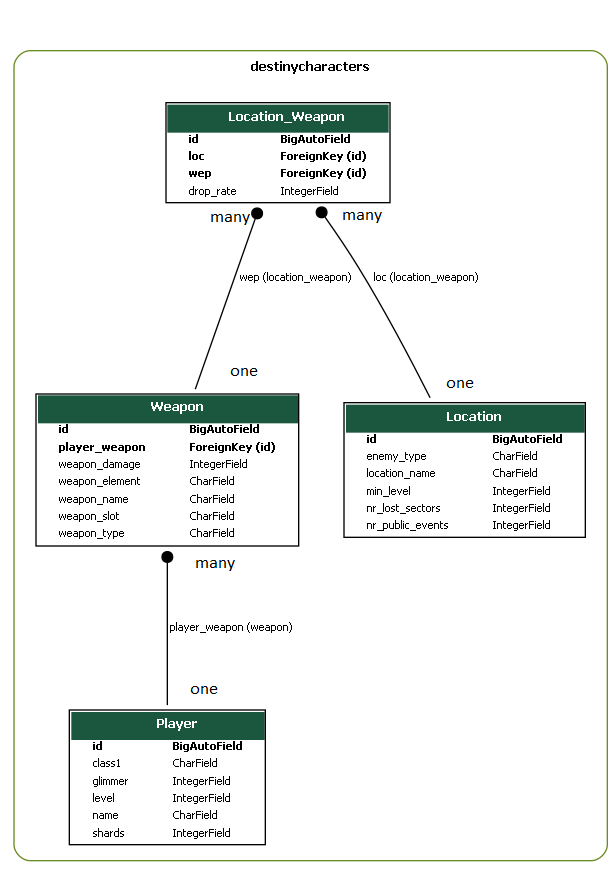 destinycharacters
Location_Weapon
id BigAutoField
loc ForeignKey (id)
wep ForeignKey (id)
drop_rate IntegerField
many many
wep (location_weapon) loc (location_weapon)
one
one
Weapon
id BigAutoField
player_weapon ForeignKey (id)
weapon_damage IntegerField
weapon_element CharField
weapon_name CharField
weapon_slot CharField
weapon_type CharField
Location
id BigAutoField
enemy_type CharField
location_name CharField
min_level IntegerField
nr_lost_sectors IntegerField
nr_public_events IntegerField
many
player_weapon (weapon)
one
Player
id BigAutoField
class1 CharField
glimmer IntegerField
level IntegerField
name CharField
shards IntegerField